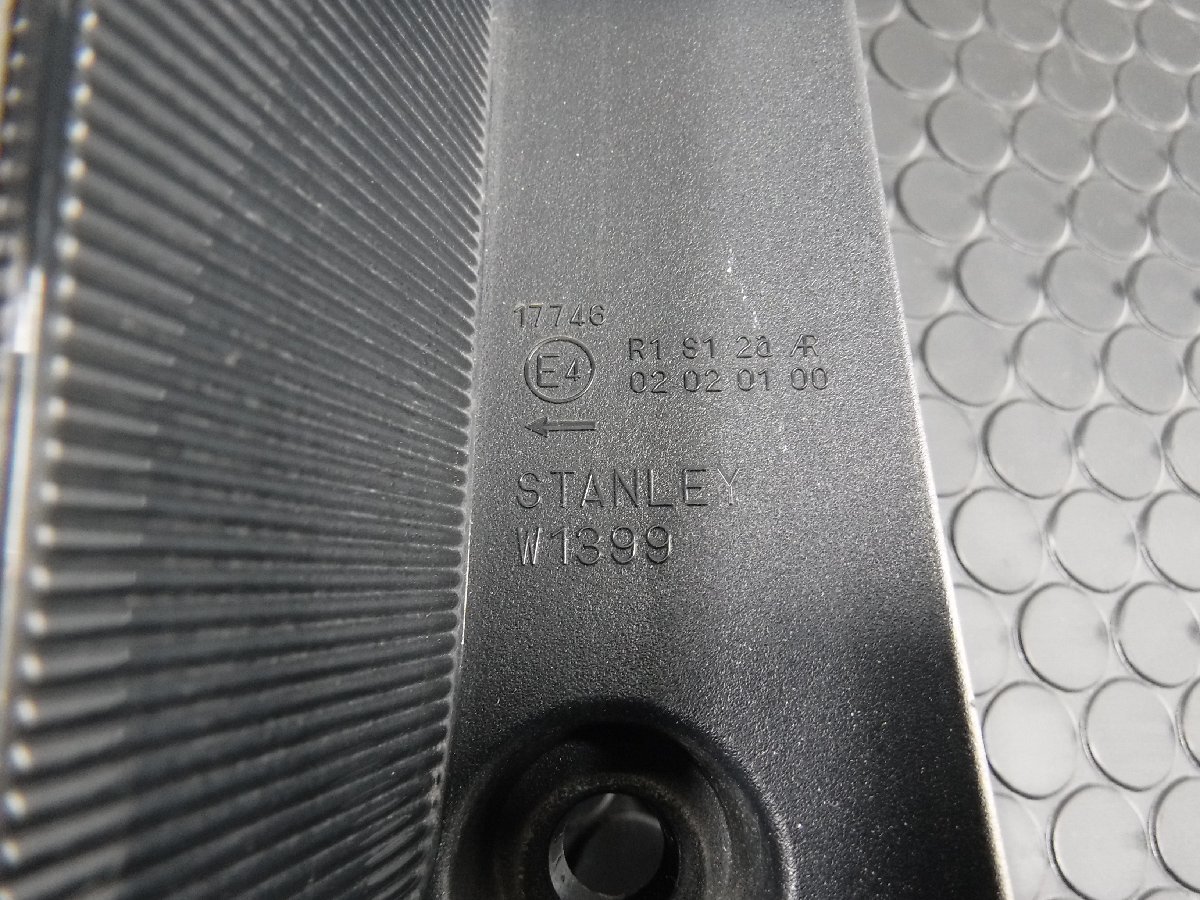 17746
E4 R1 S1 2a AR
02 02 01 00
←
STANLEY
W1399